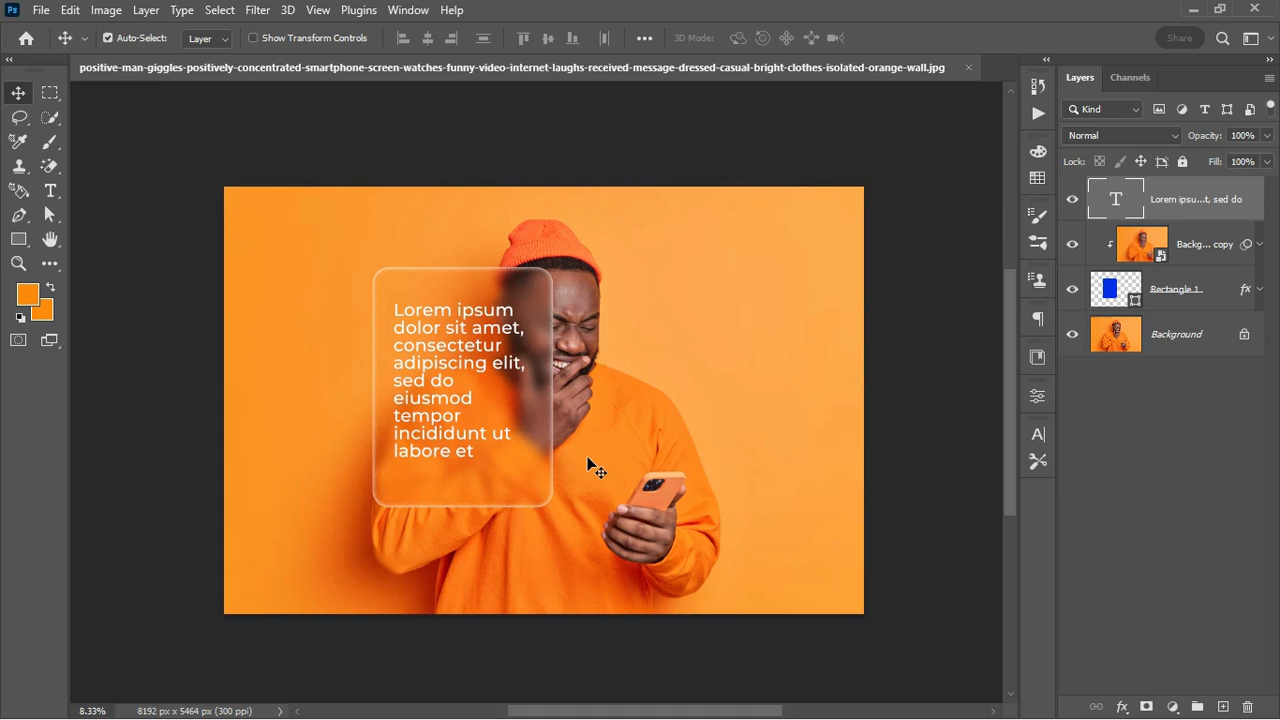 File Edit Image Layer Type Select Filter 3D View Plugins Window Help
Auto-Select: Layer Show Transform Controls 3D Mode: Share
positive-man-giggles-positively-concentrated-smartphone-screen-watches-funny-video-internet-laughs-received-message-dressed-casual-bright-clothes-isolated-orange-wall.jpg
Layers Channels
Kind
Normal Opacity: 100%
Lock: Fill: 100%
Lorem ipsu...t, sed do
Backg... copy
Rectangle 1
Background
Lorem ipsum
dolor sit amet,
consectetur
adipiscing elit,
sed do
eiusmod
tempor
incididunt ut
labore et
8.33% 8192 px x 5464 px (300 ppi)